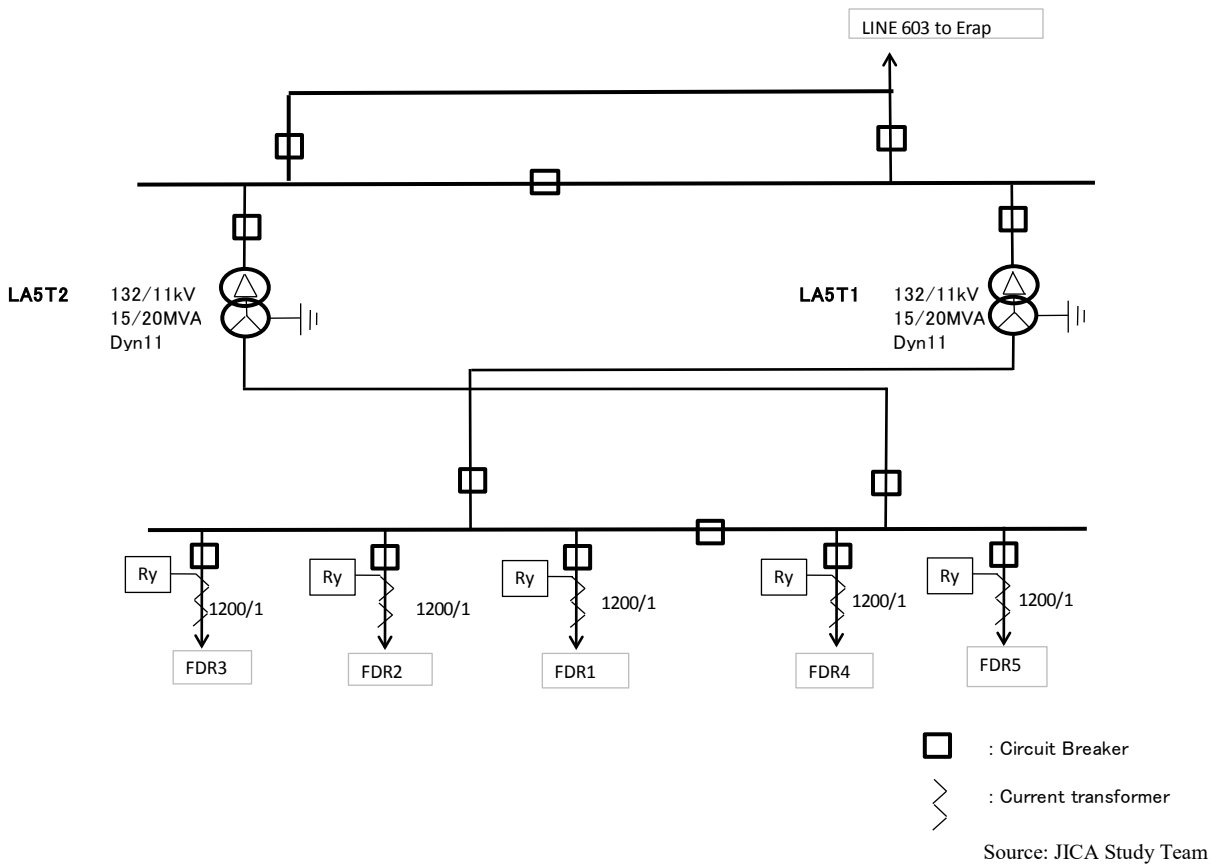 LINE 603 to Erap
LA5T2
132/11kV
15/20MVA
Dyn11
LA5T1
132/11kV
15/20MVA
Dyn11
Ry
Ry
Ry
Ry
Ry
1200/1
1200/1
1200/1
1200/1
1200/1
FDR3
FDR2
FDR1
FDR4
FDR5
: Circuit Breaker
: Current transformer
Source: JICA Study Team